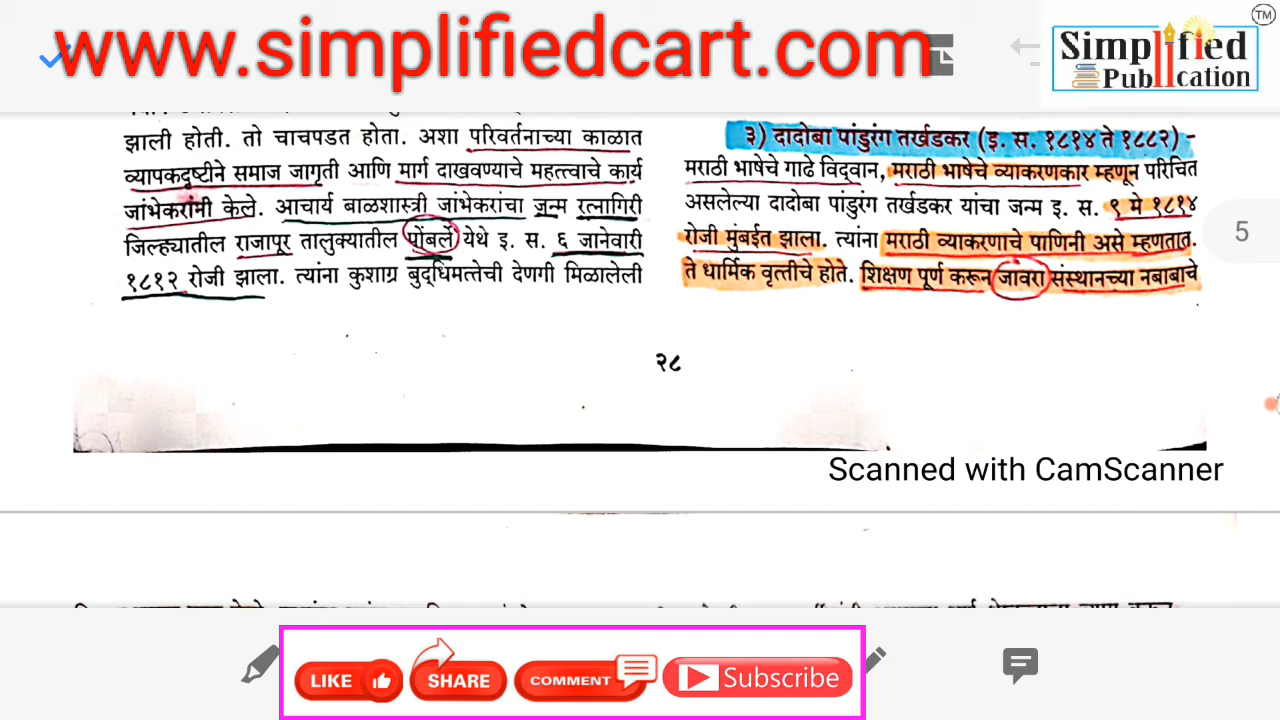 www.simplifiedcart.com
Simplified
Publication
TM
झाली होती. तो चाचपडत होता. अशा परिवर्तनाच्या काळात
व्यापकदृष्टीने समाज जागृती आणि मार्ग दाखवण्याचे महत्त्वाचे कार्य
जांभेकरांनी केले. आचार्य बाळशास्त्री जांभेकरांचा जन्म रत्नागिरी
जिल्ह्यातील राजापूर तालुक्यातील पोंबर्ले येथे इ. स. ६ जानेवारी
१८१२ रोजी झाला. त्यांना कुशाग्र बुद्धिमत्तेची देणगी मिळालेली
३) दादोबा पांडुरंग तर्खडकर (इ. स. १८१४ ते १८८२) -
मराठी भाषेचे गाढे विद्वान, मराठी भाषेचे व्याकरणकार म्हणून परिचित
असलेल्या दादोबा पांडुरंग तर्खडकर यांचा जन्म इ. स. ९ मे १८१४
रोजी मुंबईत झाला. त्यांना मराठी व्याकरणाचे पाणिनी असे म्हणतात.
ते धार्मिक वृत्तीचे होते. शिक्षण पूर्ण करून जावरा संस्थानच्या नबाबाचे
5
२८
Scanned with CamScanner
LIKE
SHARE
COMMENT
Subscribe